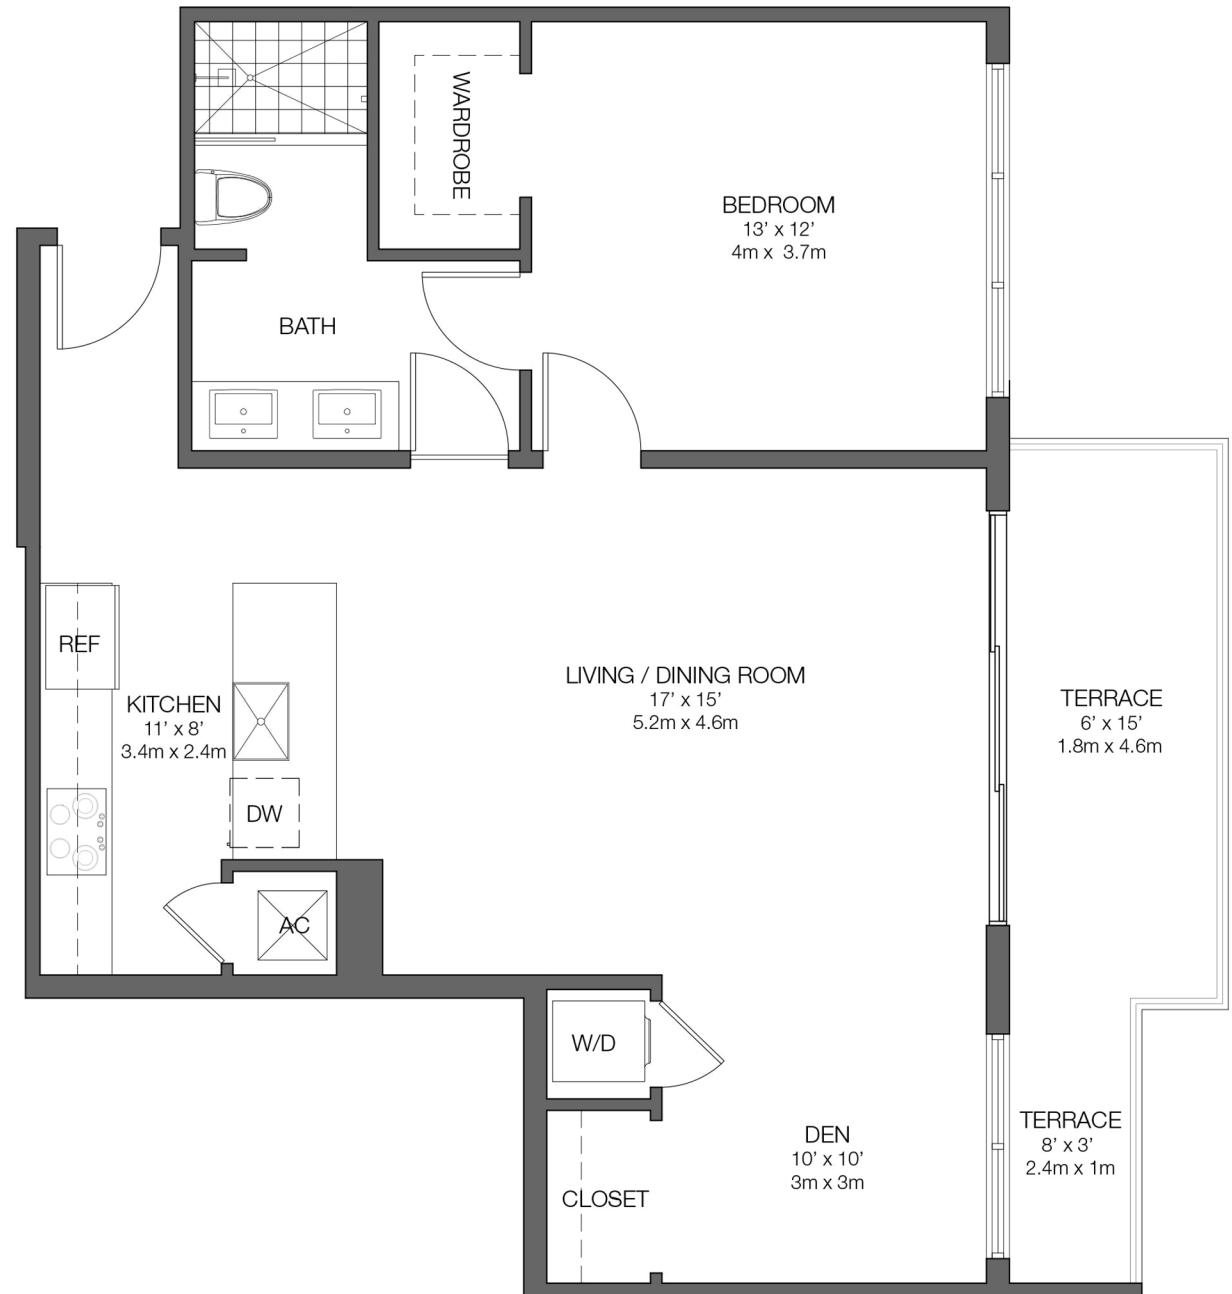 WARDROBE
BEDROOM
13’ x 12’
4m x 3.7m
BATH
REF
KITCHEN
11’ x 8’
3.4m x 2.4m
DW
AC
LIVING / DINING ROOM
17’ x 15’
5.2m x 4.6m
TERRACE
6’ x 15’
1.8m x 4.6m
W/D
CLOSET
DEN
10’ x 10’
3m x 3m
TERRACE
8’ x 3’
2.4m x 1m